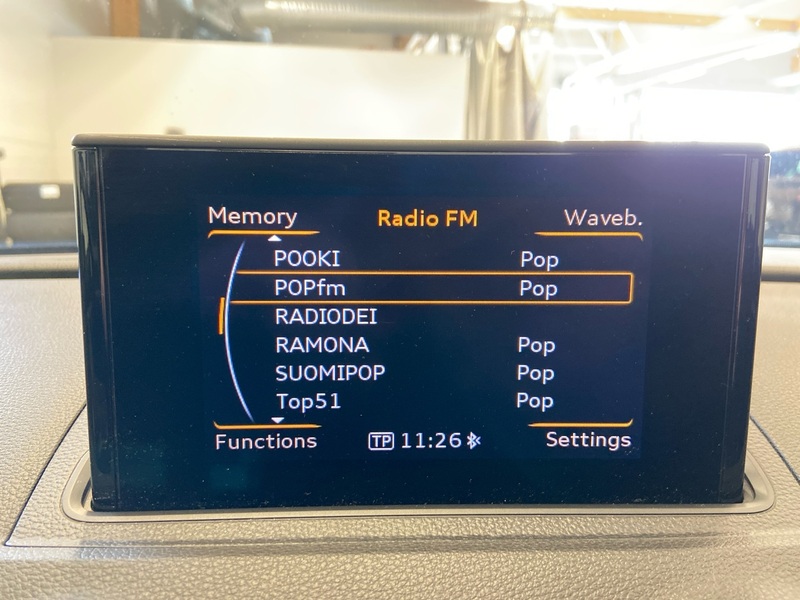 Memory Radio FM Waveb.
POOKI Pop
POPfm Pop
RADIODEI
RAMONA Pop
SUOMIPOP Pop
Top51 Pop
Functions TP 11:26 Settings